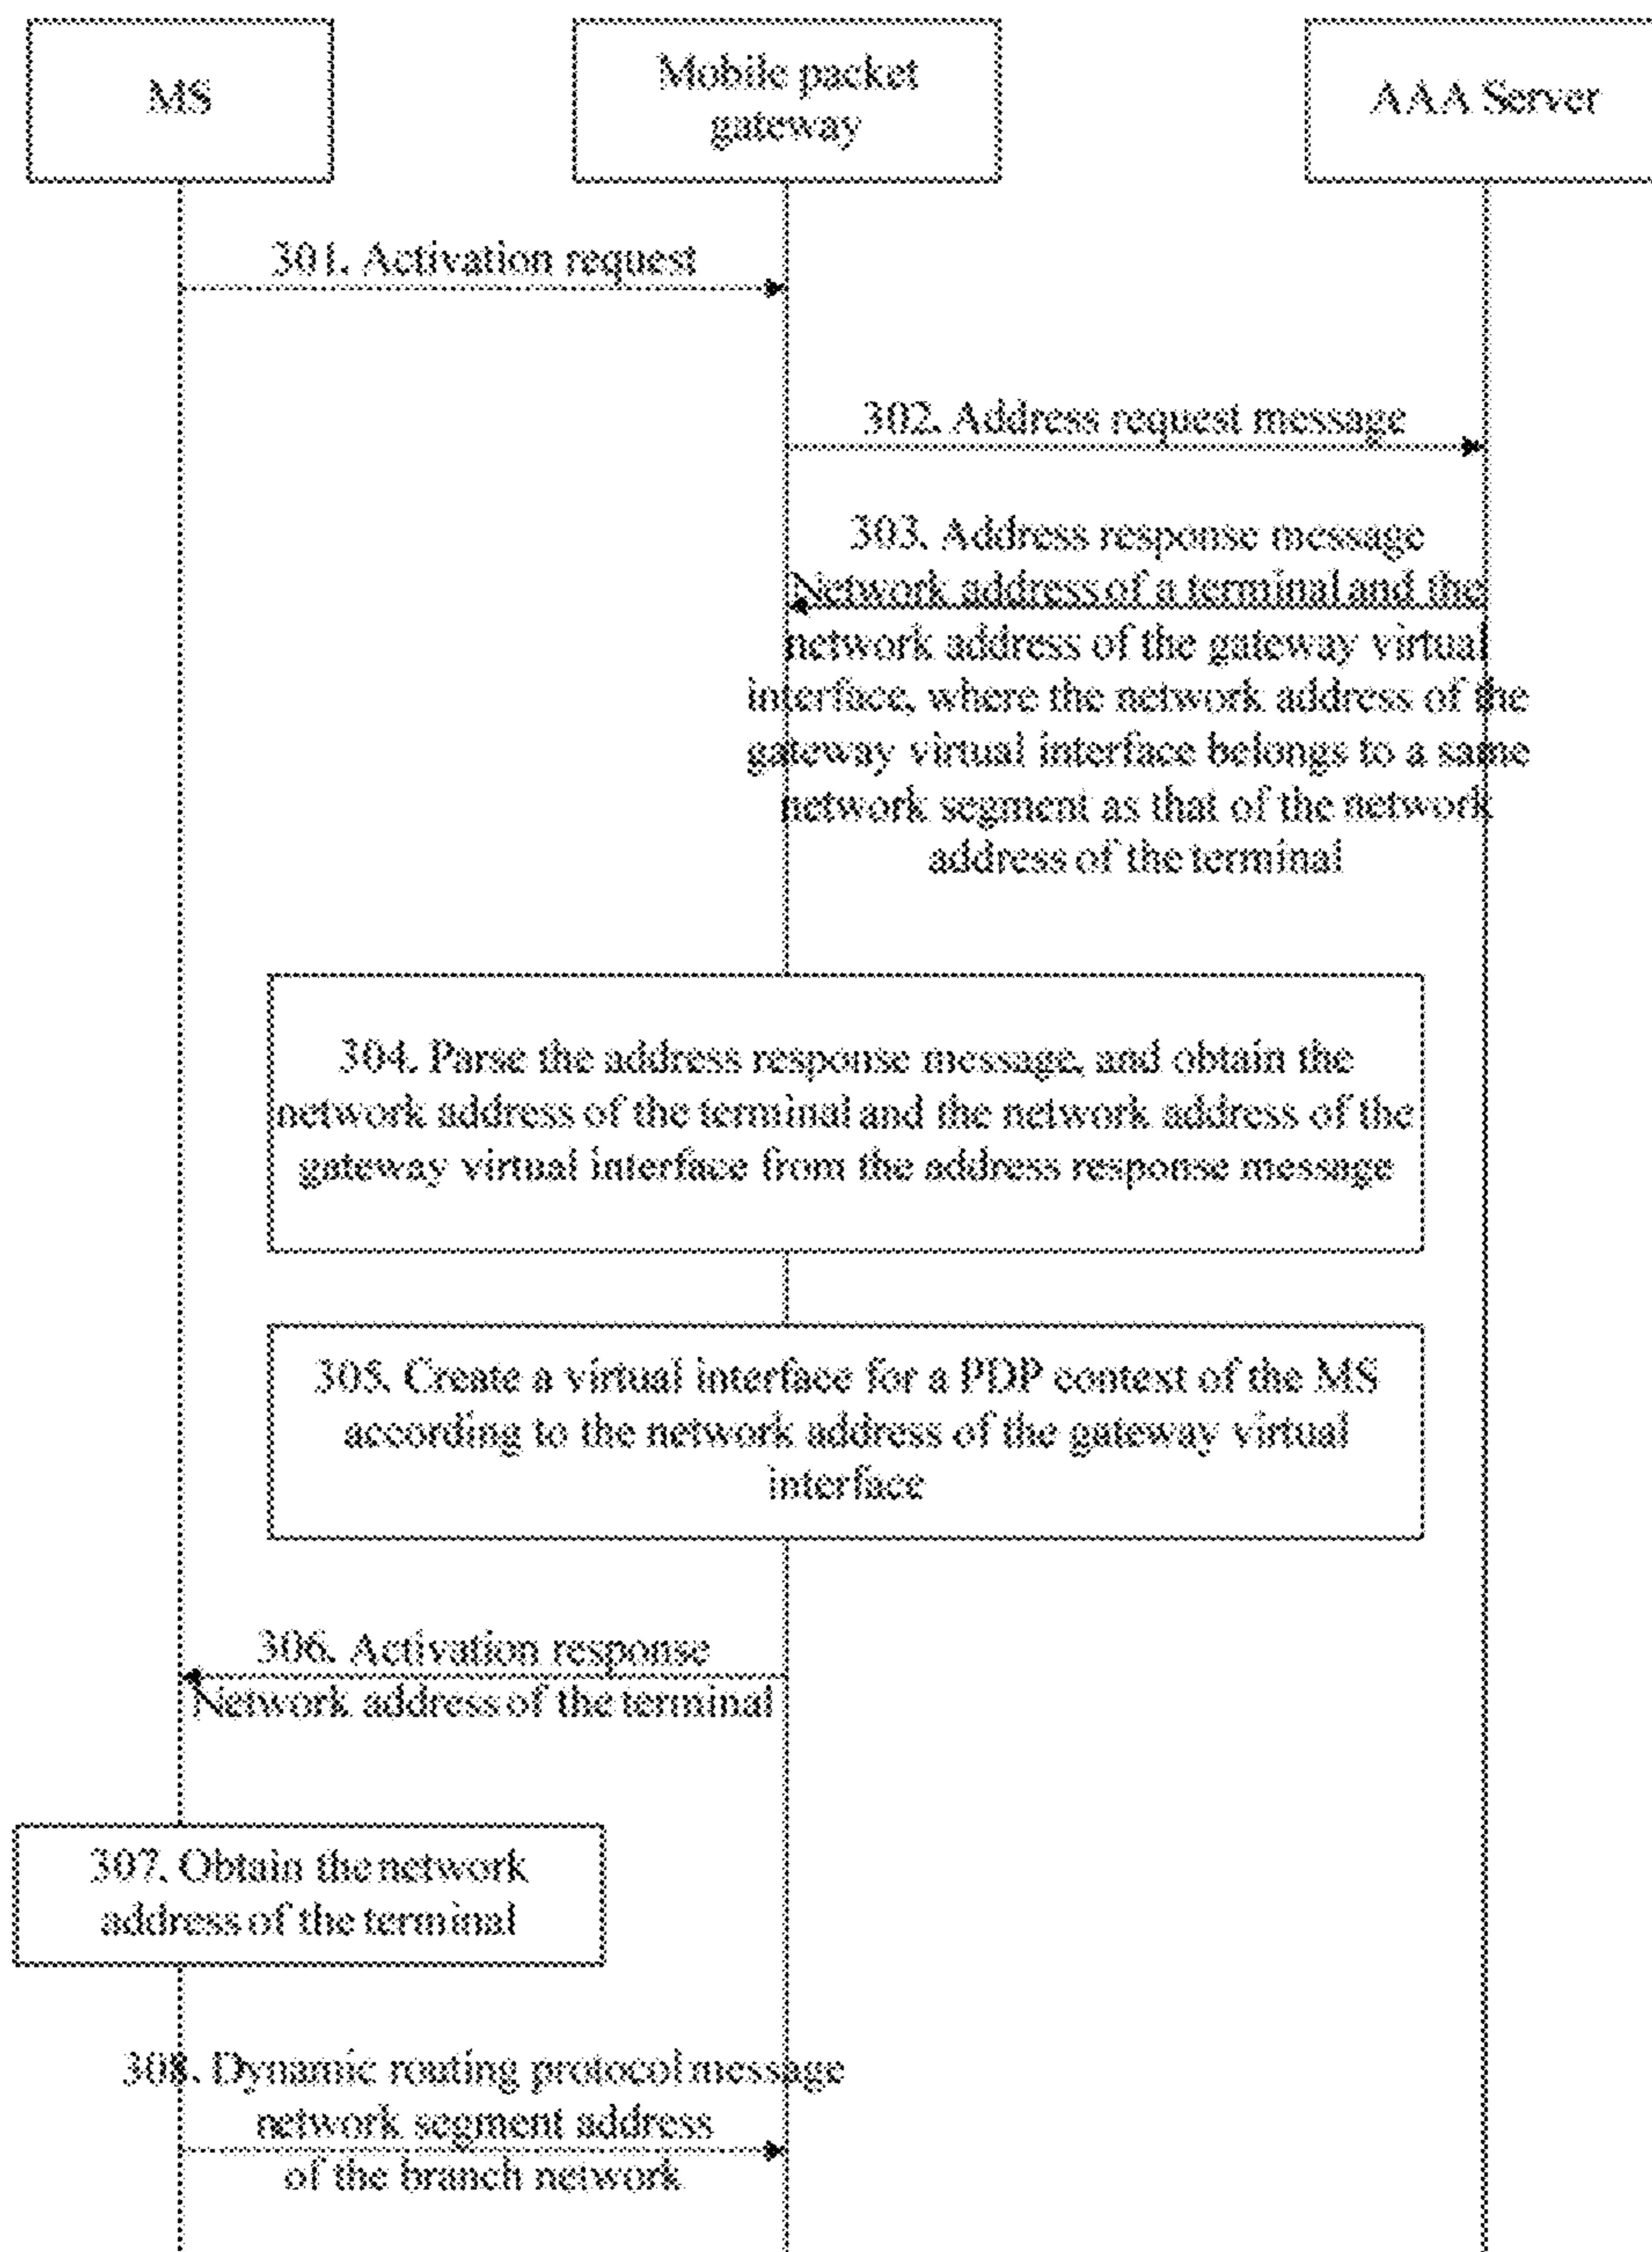 MS
Mobile packet
gateway
AAA Server
301. Activation request
302. Address request message
303. Address response message
Network address of a terminal and the
network address of the gateway virtual
interface, where the network address of the
gateway virtual interface belongs to a same
network segment as that of the network
address of the terminal
304. Parse the address response message, and obtain the
network address of the terminal and the network address of the
gateway virtual interface from the address response message
305. Create a virtual interface for a PDP context of the MS
according to the network address of the gateway virtual
interface
306. Activation response
Network address of the terminal
307. Obtain the network
address of the terminal
308. Dynamic routing protocol message
network segment address
of the branch network